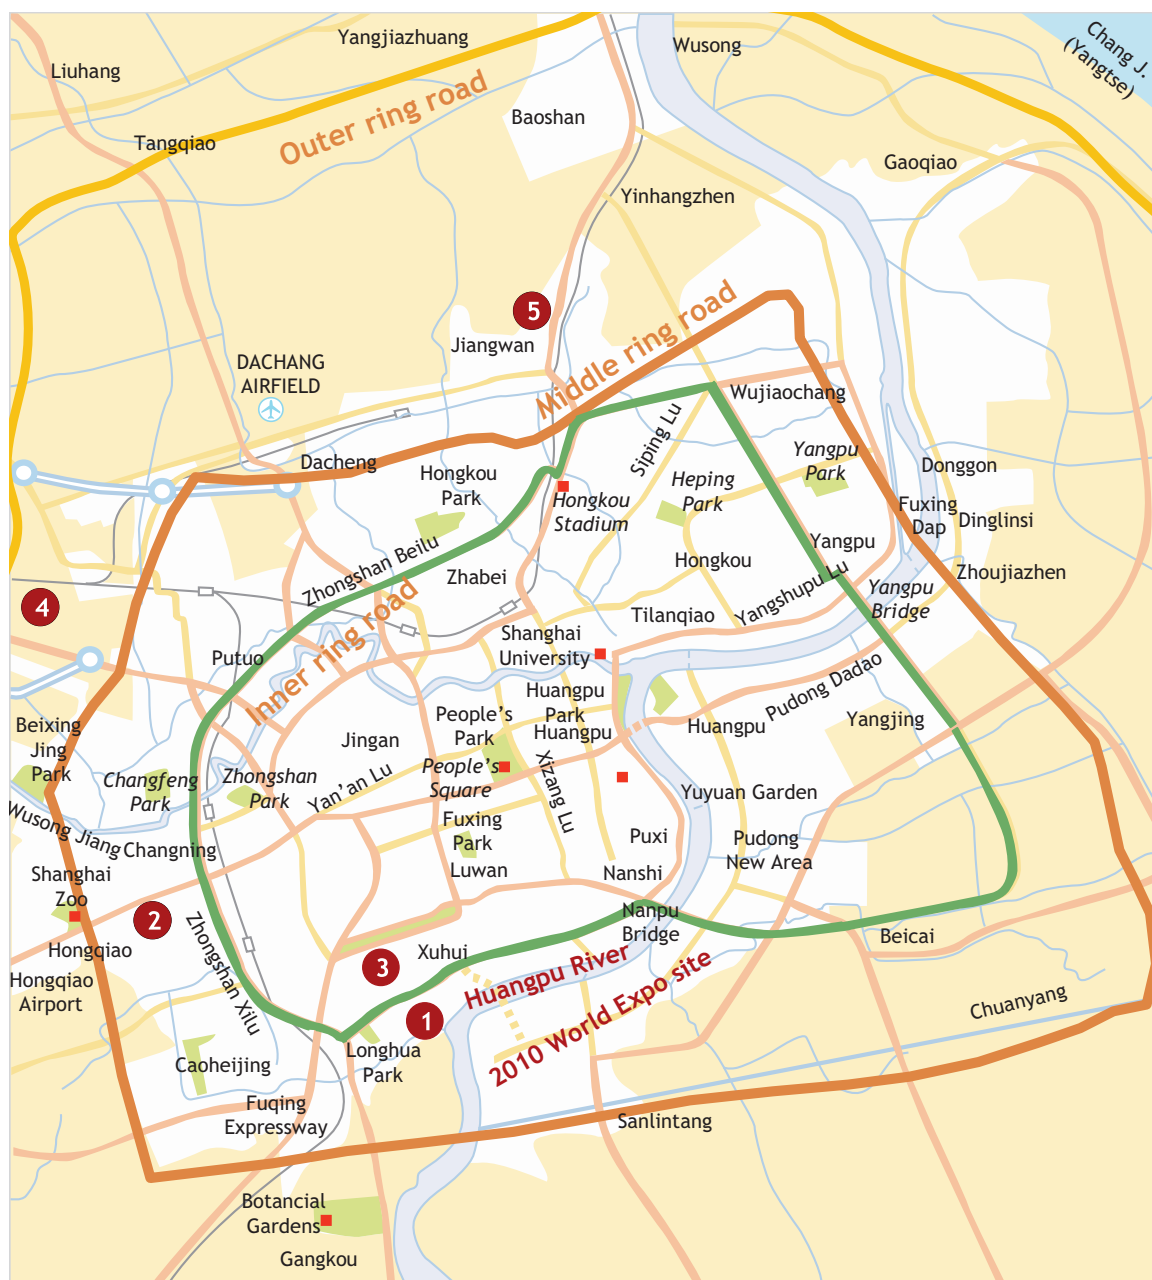 Yangjiazhuang
Wusong
Chang J.
(Yangtse)
Liuhang
Outer ring road
Baoshan
Tangqiao
Gaoqiao
Yinhangzhen
5
Jiangwan
Middle ring road
DACHANG
AIRFIELD
Wujiaochang
Siping Lu
Yangpu
Park
Dacheng
Hongkou
Park
Donggon
Heping
Park
Hongkou
Stadium
Fuxing
Dap
Dinglinsi
Yangpu
Zhongshan Beilu
Hongkou
Zhabei
Zhoujiazhen
Yangshupu Lu
Yangpu
Bridge
4
Inner ring road
Tilanqiao
Shanghai
University
Putuo
Pudong Dadao
Huangpu
Park
Beixing
Jing
Park
People's
Park
Huangpu
Huangpu
Yangjing
Jingan
Changfeng
Park
Zhongshan
Park
Yan'an Lu
People's
Square
Xizang Lu
Yuyuan Garden
Wusong Jiang
Fuxing
Park
Puxi
Pudong
New Area
Changning
Luwan
Nanshi
Shanghai
Zoo
2
Zhongshan Xilu
Nanpu
Bridge
Beicai
Hongqiao
Xuhui
3
Huangpu River
2010 World Expo site
Hongqiao
Airport
1
Chuanyang
Caoheijing
Longhua
Park
Fuqing
Expressway
Sanlintang
Botancial
Gardens
Gangkou